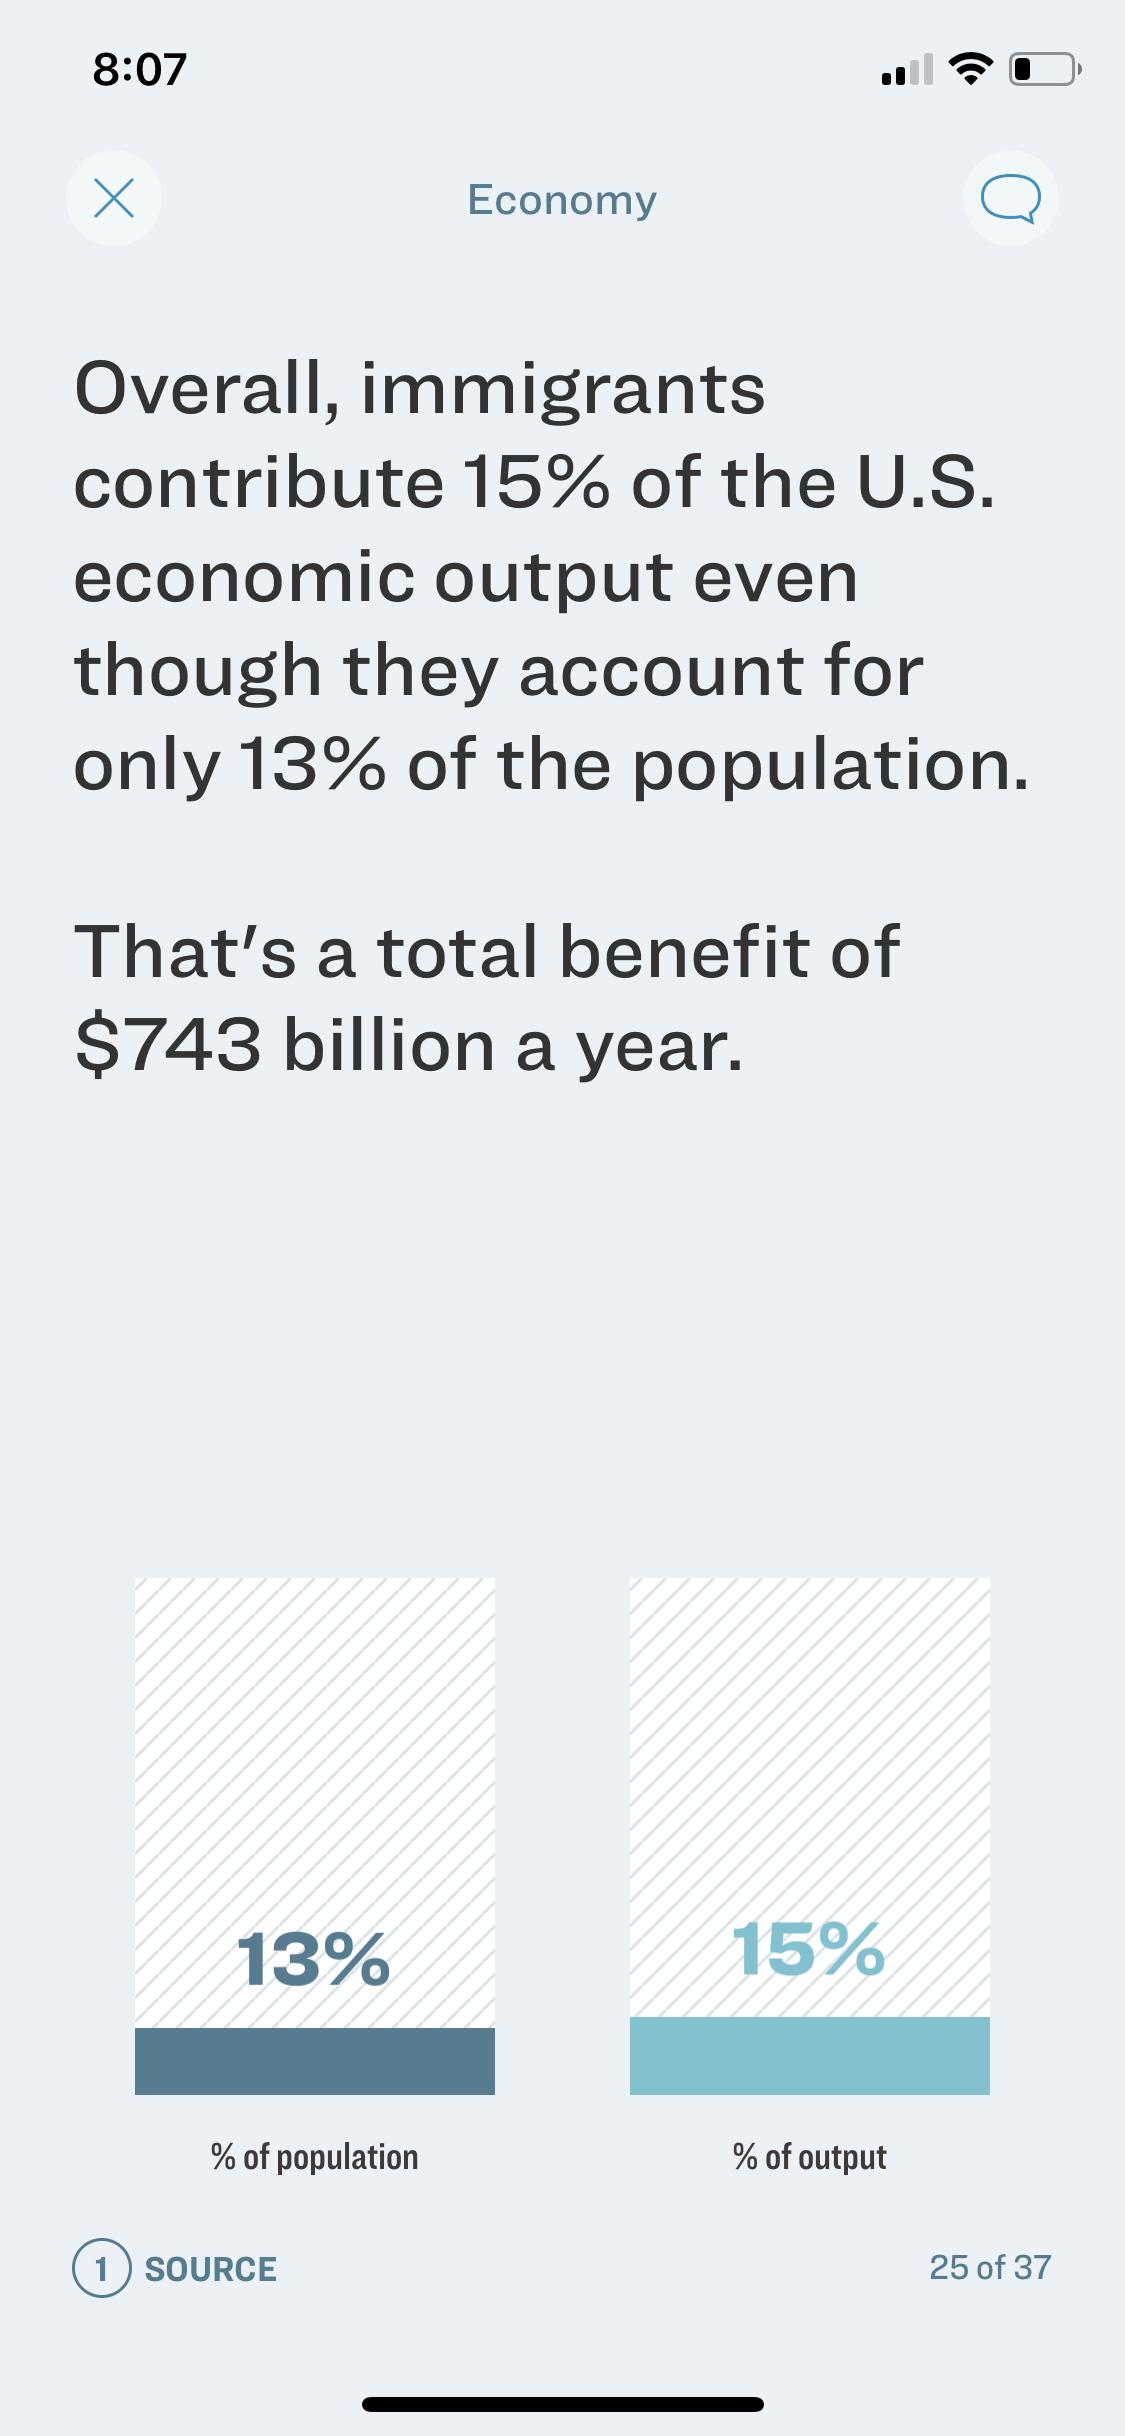 8:07
Economy
Overall, immigrants
contribute 15% of the U.S.
economic output even
though they account for
only 13% of the population.
That's a total benefit of
$743 billion a year.
13%
15%
% of population
% of output
1 SOURCE
25 of 37